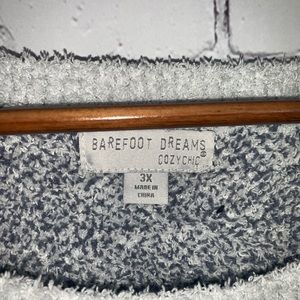 BAREFOOT DREAMS
COZYCHIC®
3X
MADE IN
CHINA